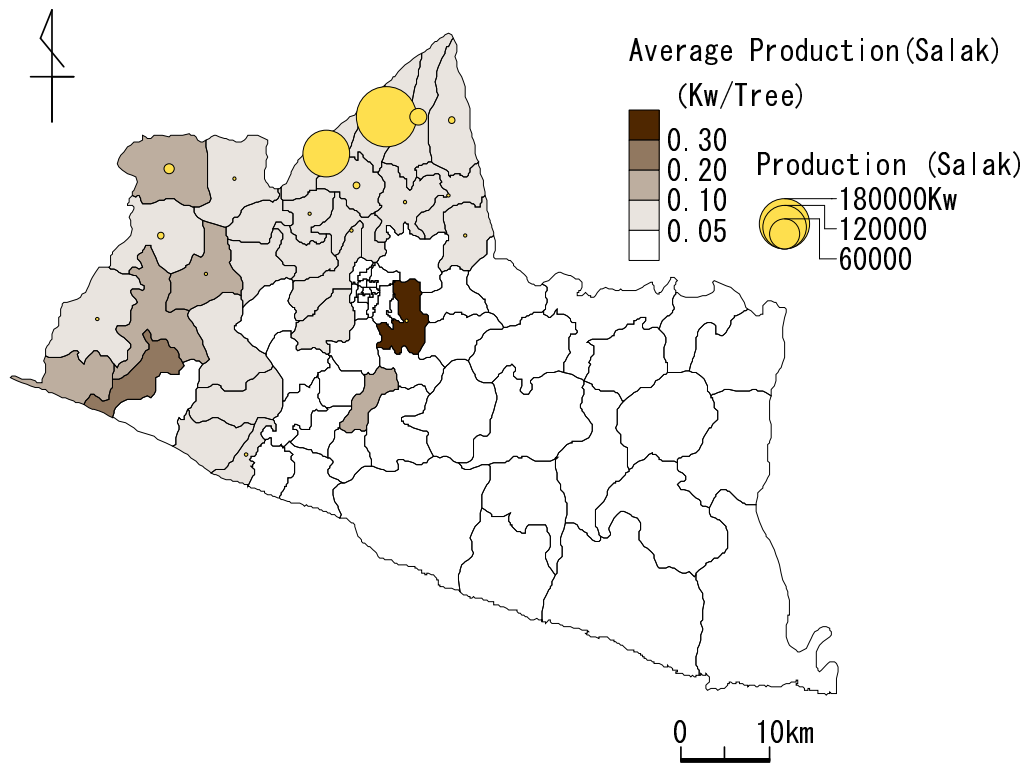 Average Production(Salak)
(Kw/Tree)
0.30
0.20
0.10
0.05
Production (Salak)
180000Kw
120000
60000
0 10km